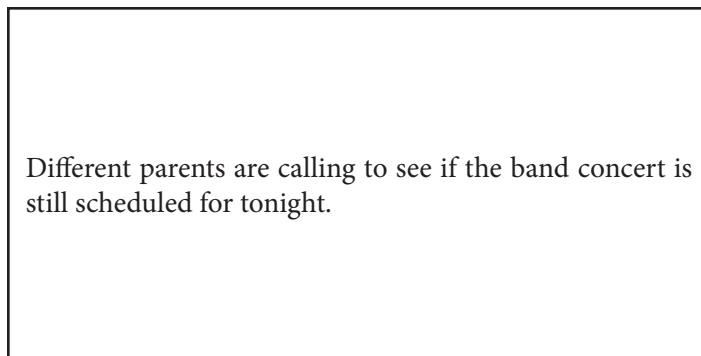 Different parents are calling to see if the band concert is
still scheduled for tonight.